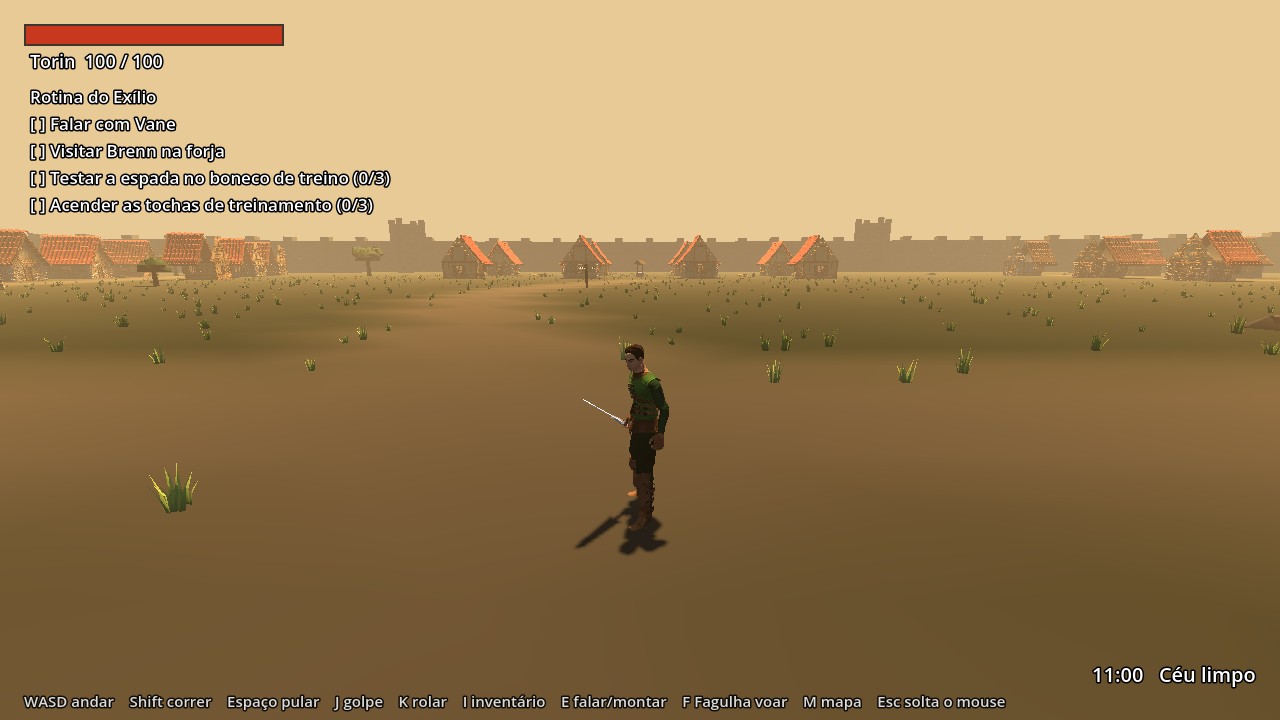 Torin 100 / 100
Rotina do Exílio
[ ] Falar com Vane
[ ] Visitar Brenn na forja
[ ] Testar a espada no boneco de treino (0/3)
[ ] Acender as tochas de treinamento (0/3)
11:00 Céu limpo
WASD andar Shift correr Espaço pular J golpe K rolar I inventário E falar/montar F Fagulha voar M mapa Esc solta o mouse